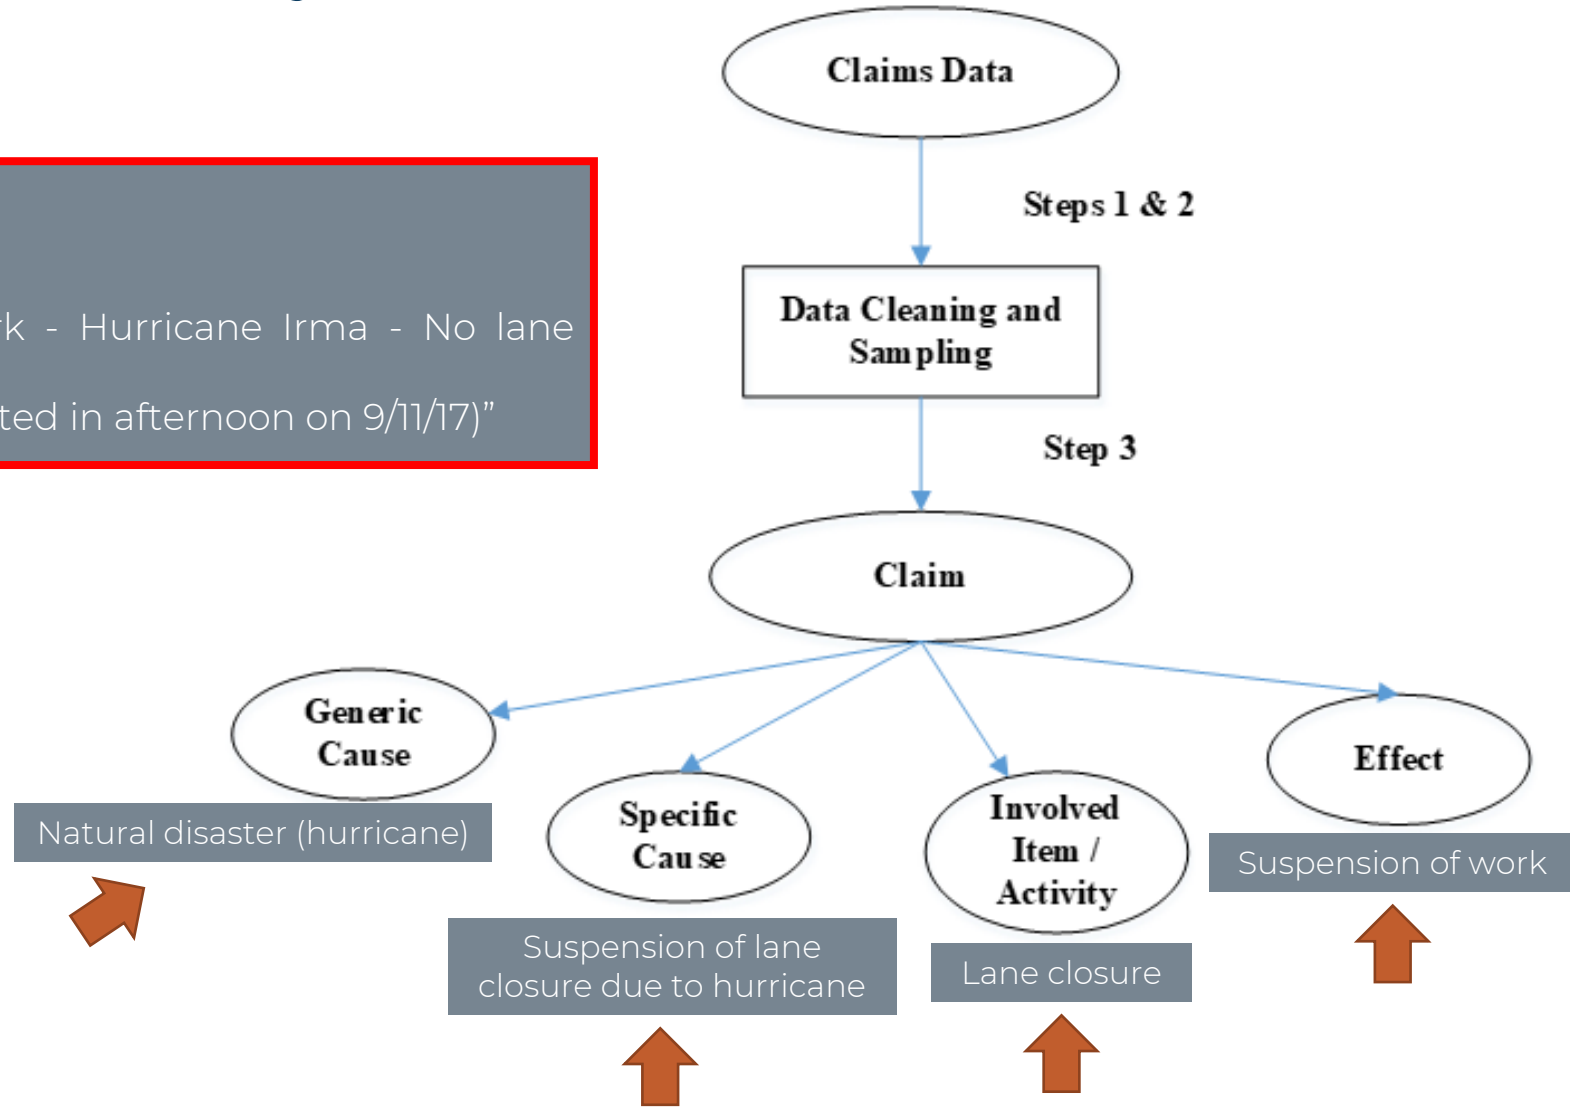 Claims Data
Steps 1 & 2
- Hurricane Irma - No lane
in afternoon on 9/11/17)”
Data Cleaning and
Sampling
Step 3
Claim
Generic
Cause
Specific
Cause
Involved
Item /
Activity
Effect
Natural disaster (hurricane)
Suspension of lane
closure due to hurricane
Lane closure
Suspension of work